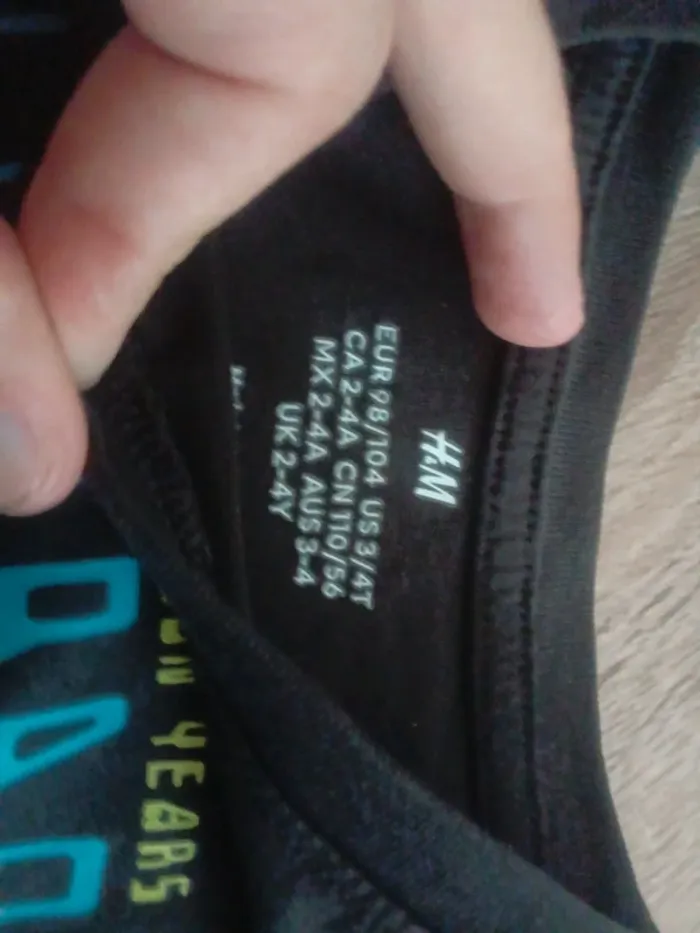 H&M
EUR 98/104 US 3/4T
CA 2-4A CN 110/56
MX 2-4A AUS 3-4
UK 2-4Y
YEARS